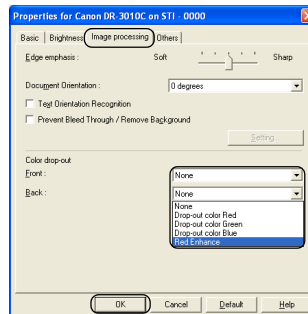 Properties for Canon DR-3010C on STI - 0000
Basic Brightness Image processing Others
Edge emphasis : Soft Sharp
Document Orientation : 0 degrees
Text Orientation Recognition
Prevent Bleed Through / Remove Background
Setting...
Color drop-out
Front : None
Back : None
None
Drop-out color Red
Drop-out color Green
Drop-out color Blue
Red Enhance
OK Cancel Default Help